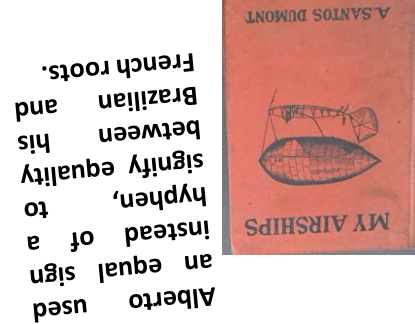 Alberto used
an equal sign
instead of a
hyphen, to
signify equality
between his
Brazilian and
French roots.
MY AIRSHIPS
A.SANTOS DUMONT